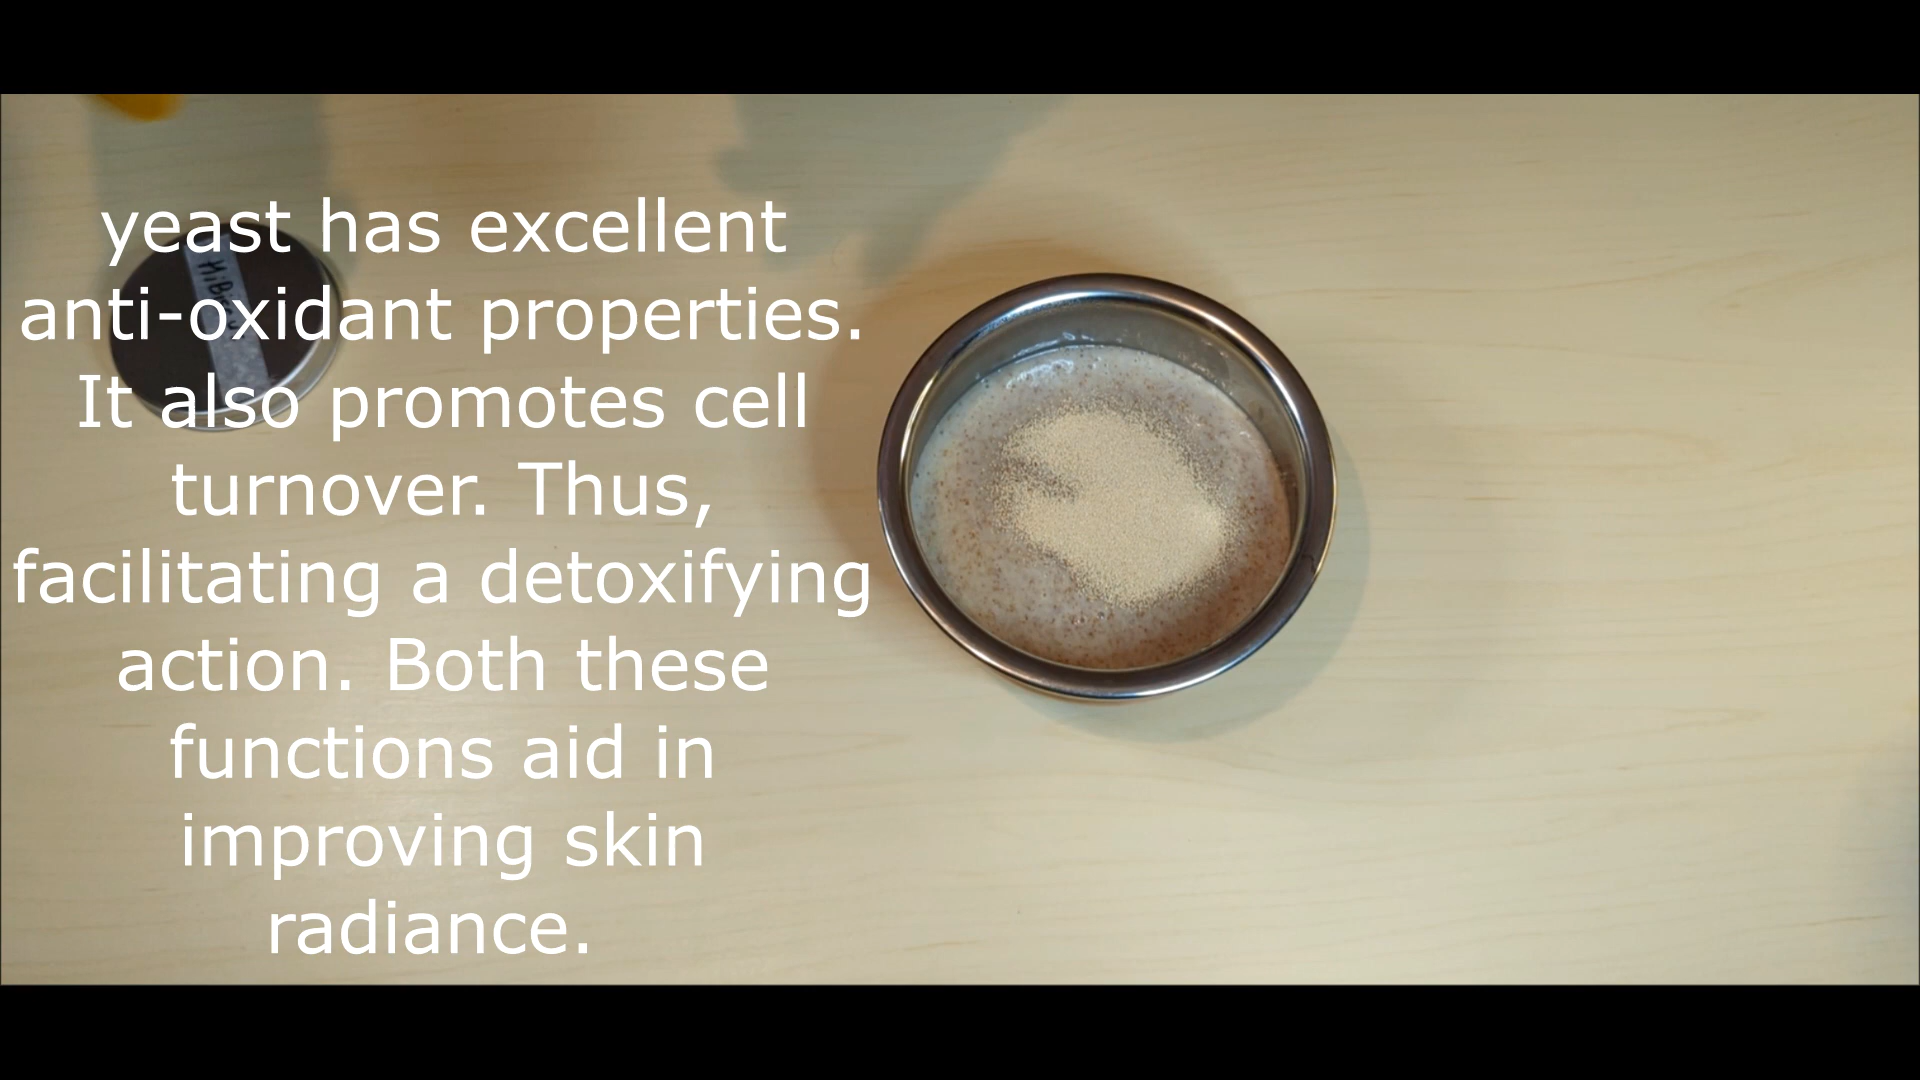 yeast has excellent
anti-oxidant properties.
It also promotes cell
turnover. Thus,
facilitating a detoxifying
action. Both these
functions aid in
improving skin
radiance.